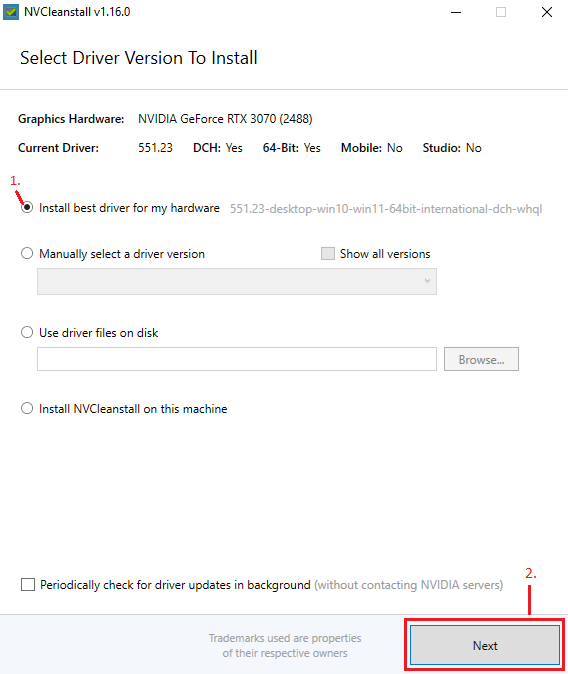 NVCleanstall v1.16.0
Select Driver Version To Install
Graphics Hardware: NVIDIA GeForce RTX 3070 (2488)
Current Driver: 551.23 DCH: Yes 64-Bit: Yes Mobile: No Studio: No
1.
Install best driver for my hardware 551.23-desktop-win10-win11-64bit-international-dch-whql
Manually select a driver version Show all versions
Use driver files on disk
Browse...
Install NVCleanstall on this machine
2.
Periodically check for driver updates in background (without contacting NVIDIA servers)
Trademarks used are properties
of their respective owners
Next